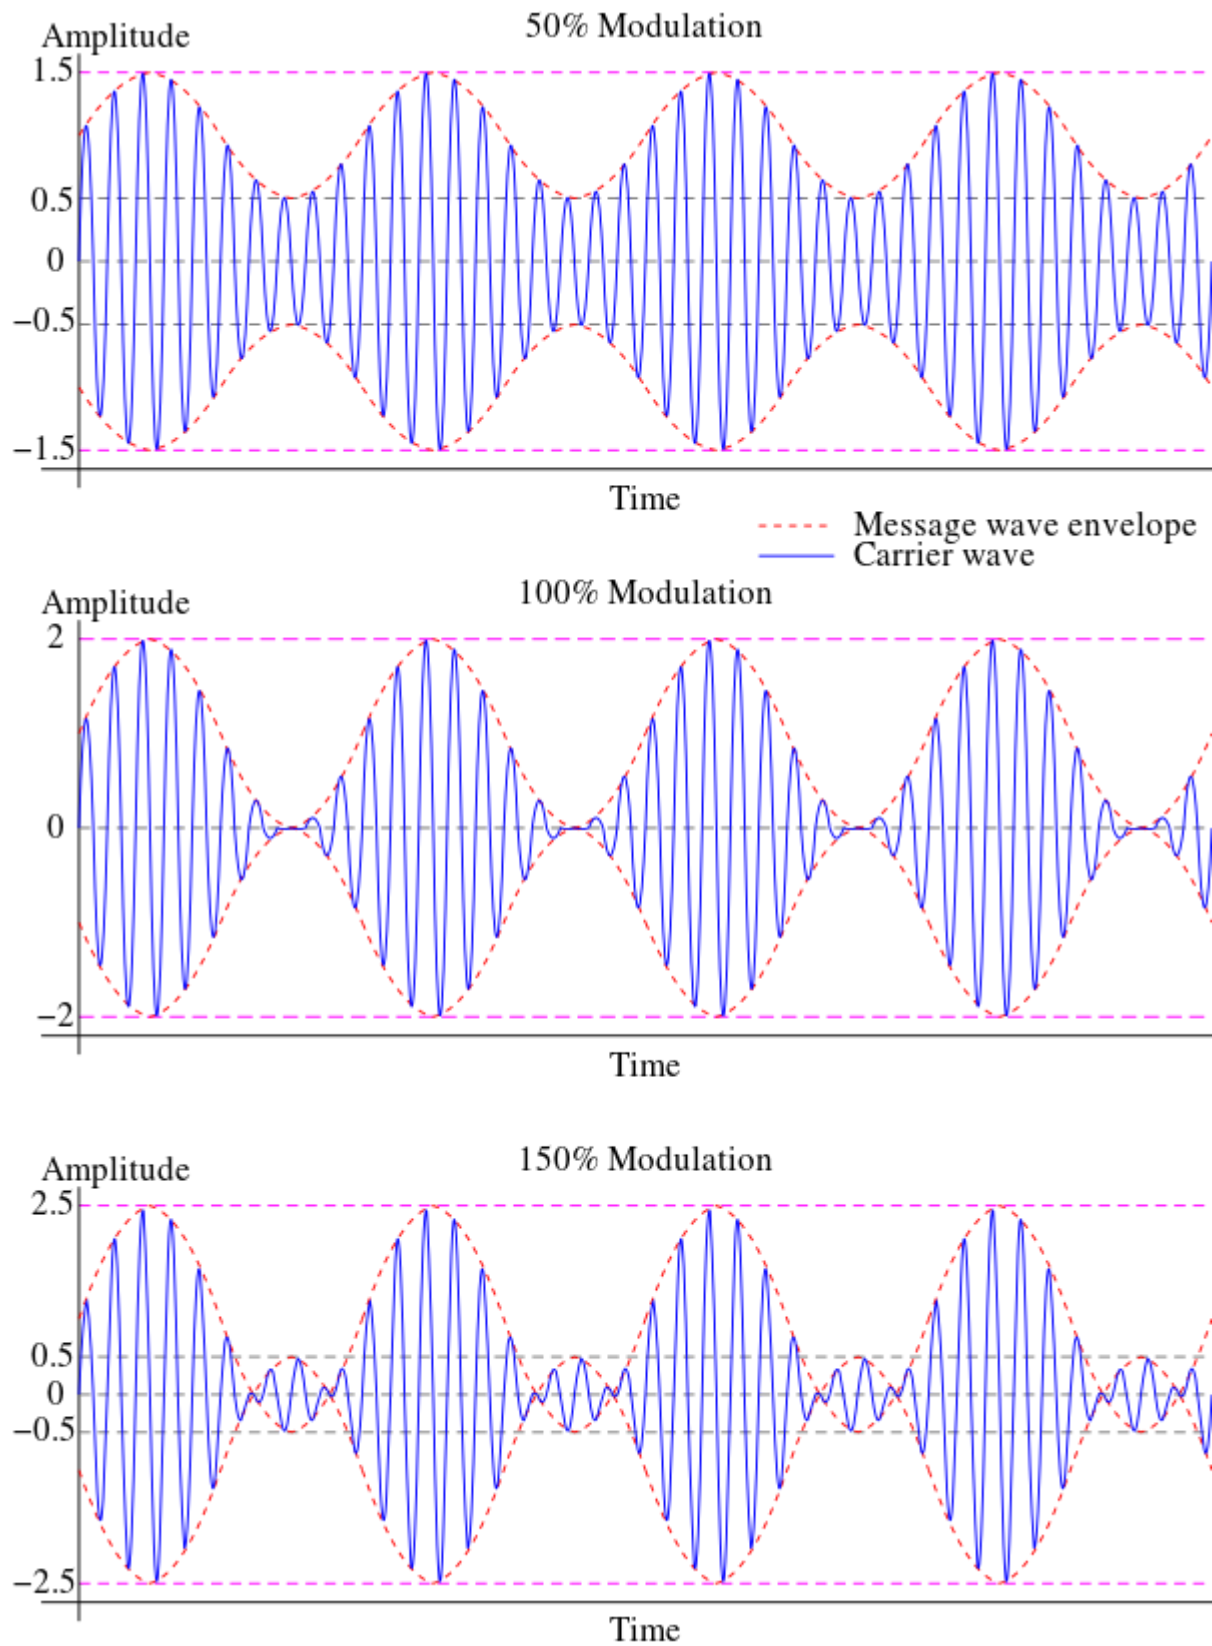 50% Modulation
Amplitude
1.5
0.5
0
−0.5
−1.5
Time
Message wave envelope
Carrier wave
100% Modulation
Amplitude
2
0
−2
Time
150% Modulation
Amplitude
2.5
0.5
0
−0.5
−2.5
Time